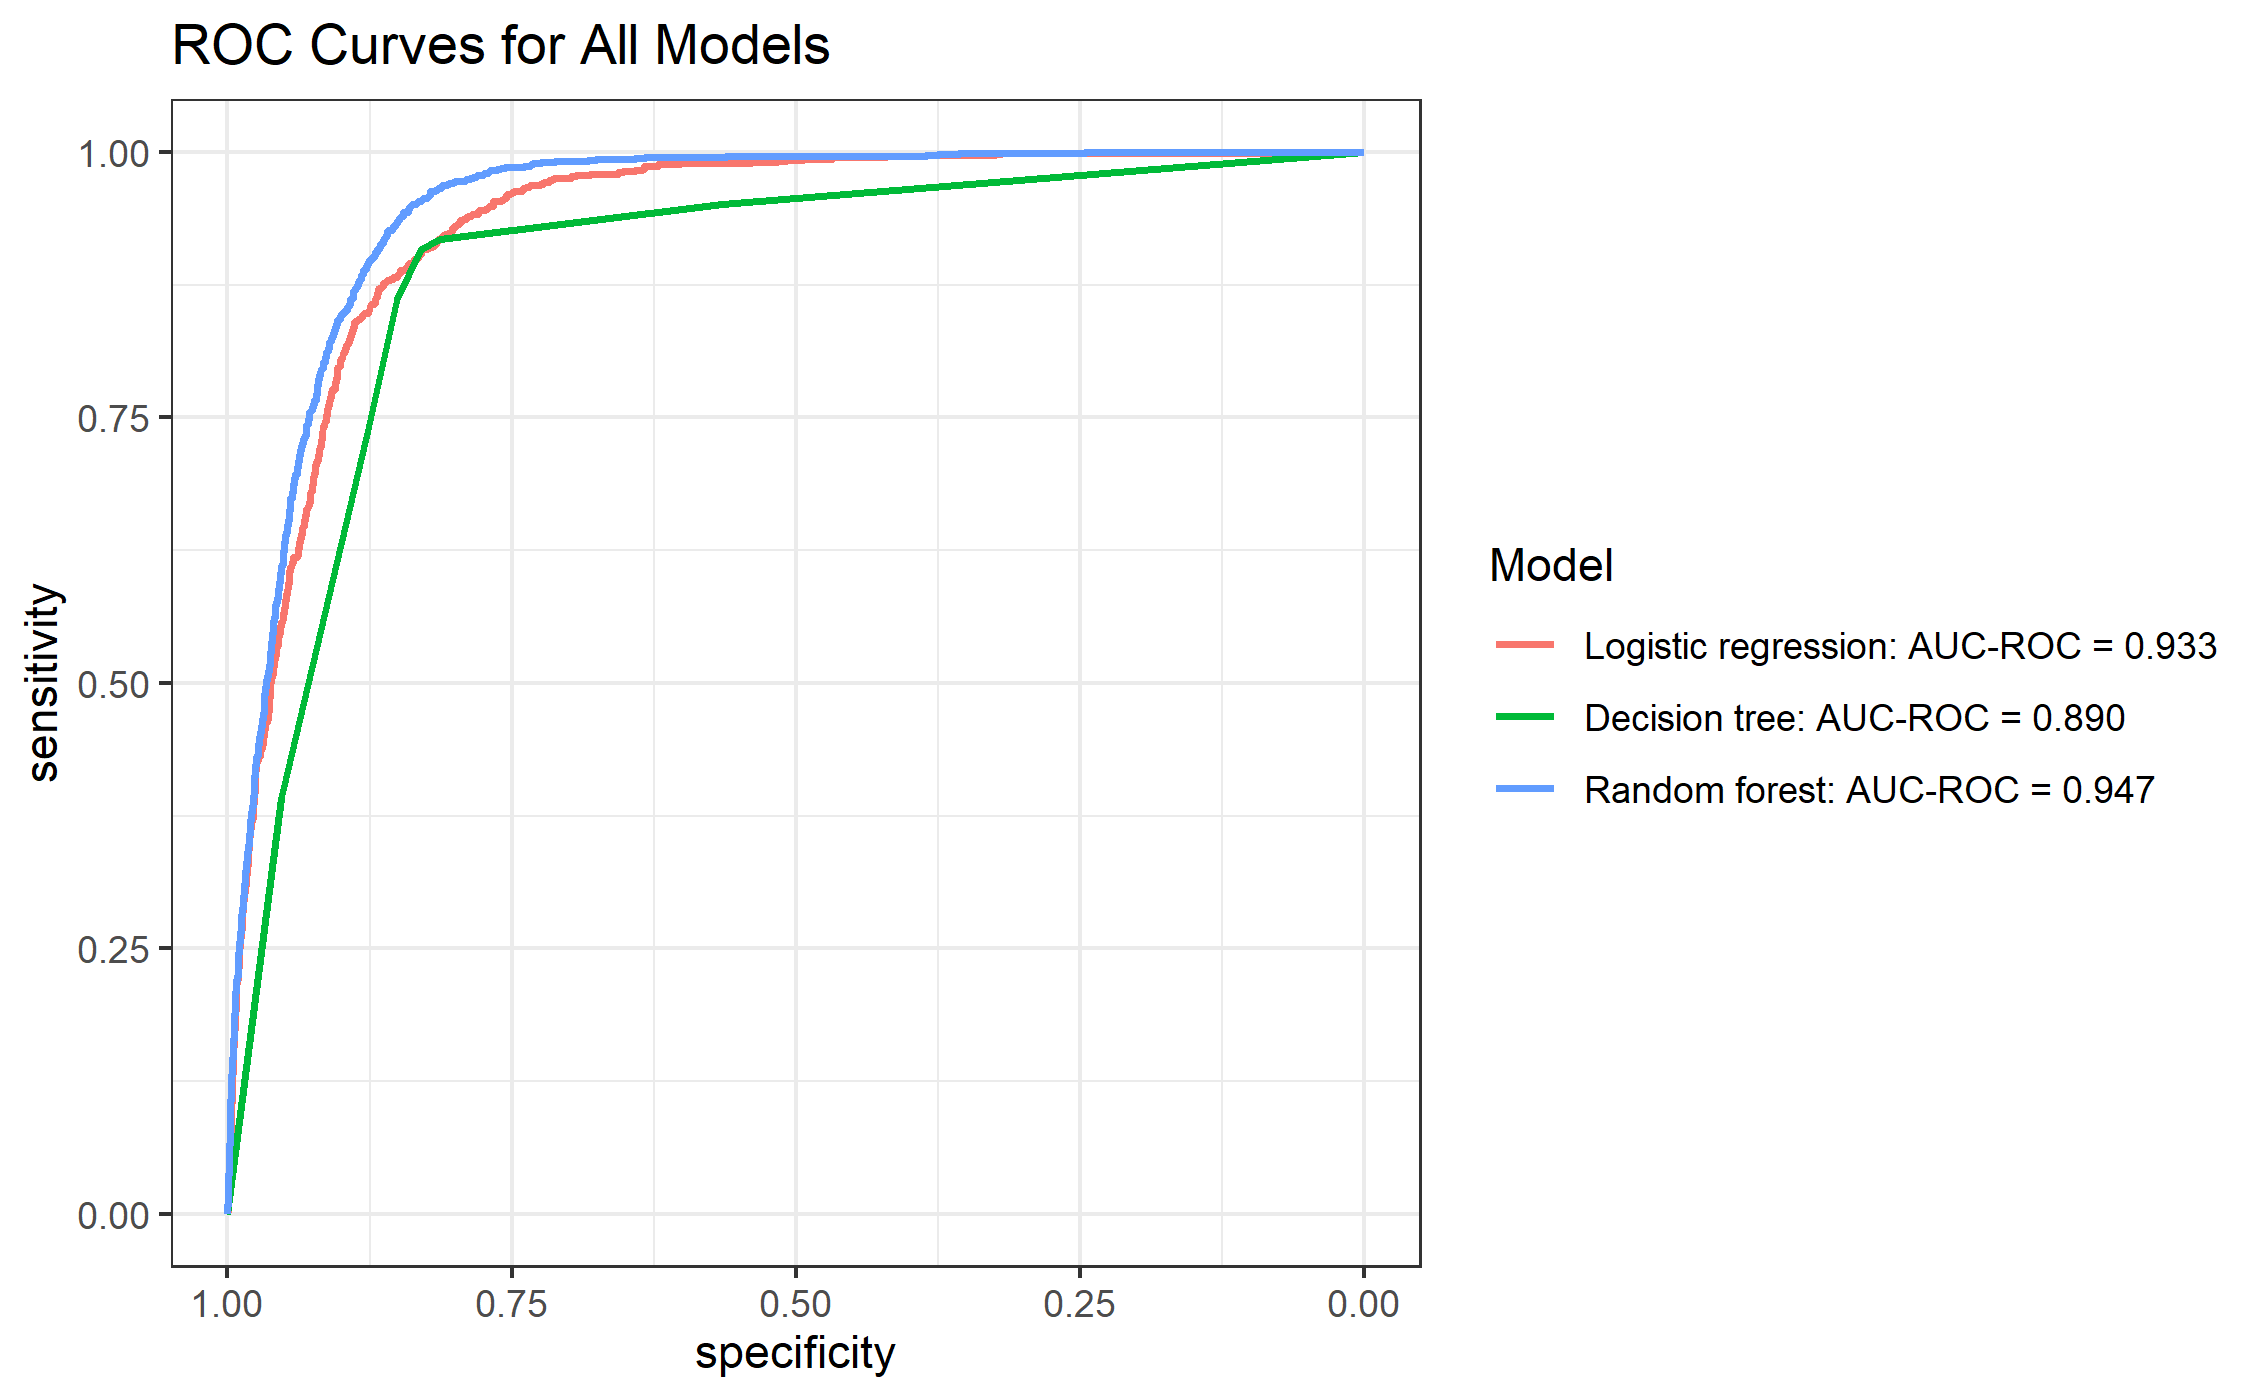 ROC Curves for All Models
1.00
0.75
0.50
0.25
0.00
sensitivity
1.00 0.75 0.50 0.25 0.00
specificity
Model
Logistic regression: AUC-ROC = 0.933
Decision tree: AUC-ROC = 0.890
Random forest: AUC-ROC = 0.947